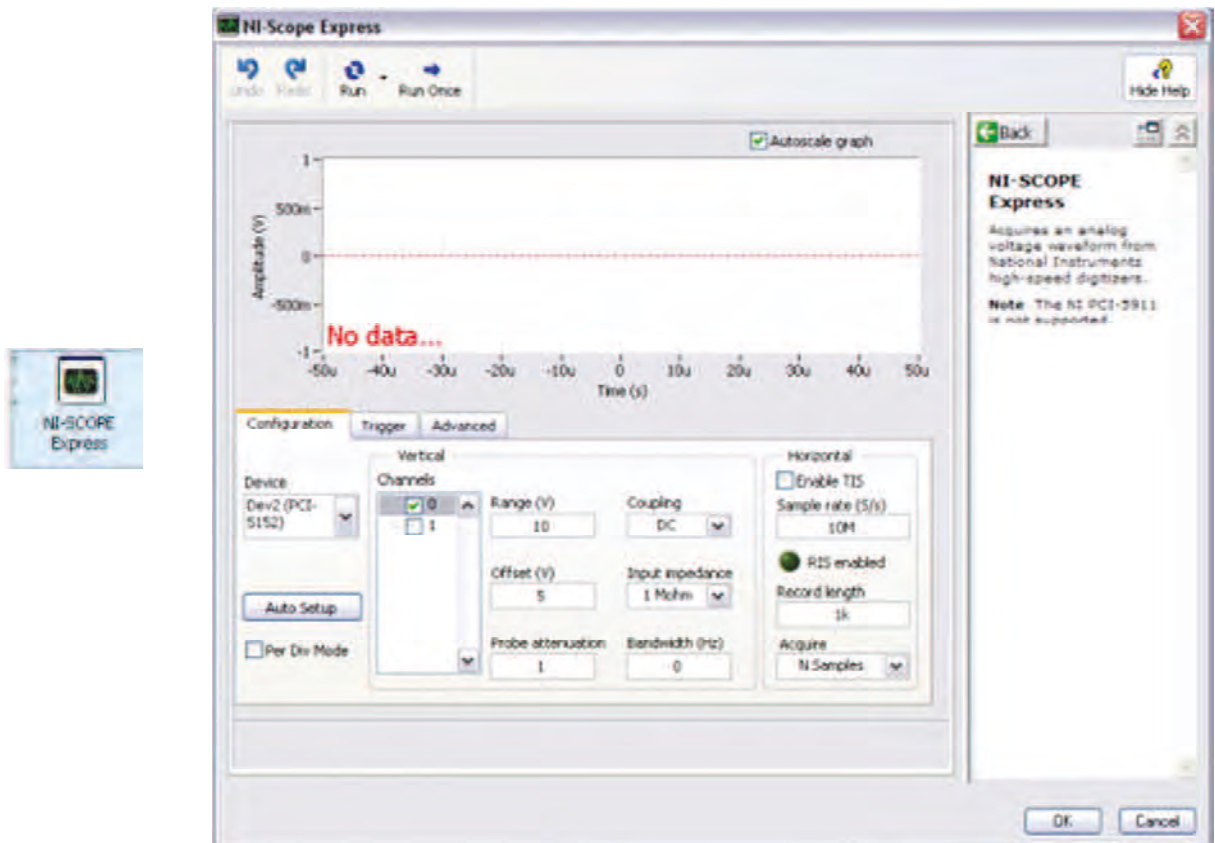 NI-SCOPE
Express
NI-Scope Express
Undo
Redo
Run
Run Once
Hide Help
Autoscale graph
Amplitude (V)
1
500m
0
-500m
-1
No data...
-50u -40u -30u -20u -10u 0 10u 20u 30u 40u 50u
Time (s)
Configuration
Trigger
Advanced
Device
Dev2 (PCI-
5152)
Auto Setup
Per Div Mode
Vertical
Channels
0
1
Range (V)
10
Coupling
DC
Offset (V)
5
Input impedance
1 Mohm
Probe attenuation
1
Bandwidth (Hz)
0
Horizontal
Enable TIS
Sample rate (S/s)
10M
RIS enabled
Record length
1k
Acquire
N Samples
Back
NI-SCOPE
Express
Acquires an analog
voltage waveform from
National Instruments
high-speed digitizers.
Note The NI PCI-5911
is not supported.
OK
Cancel